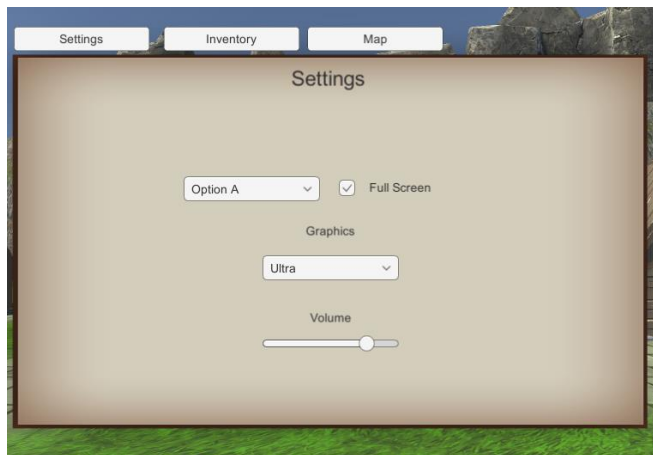 Settings Inventory Map
Settings
Option A Full Screen
Graphics
Ultra
Volume